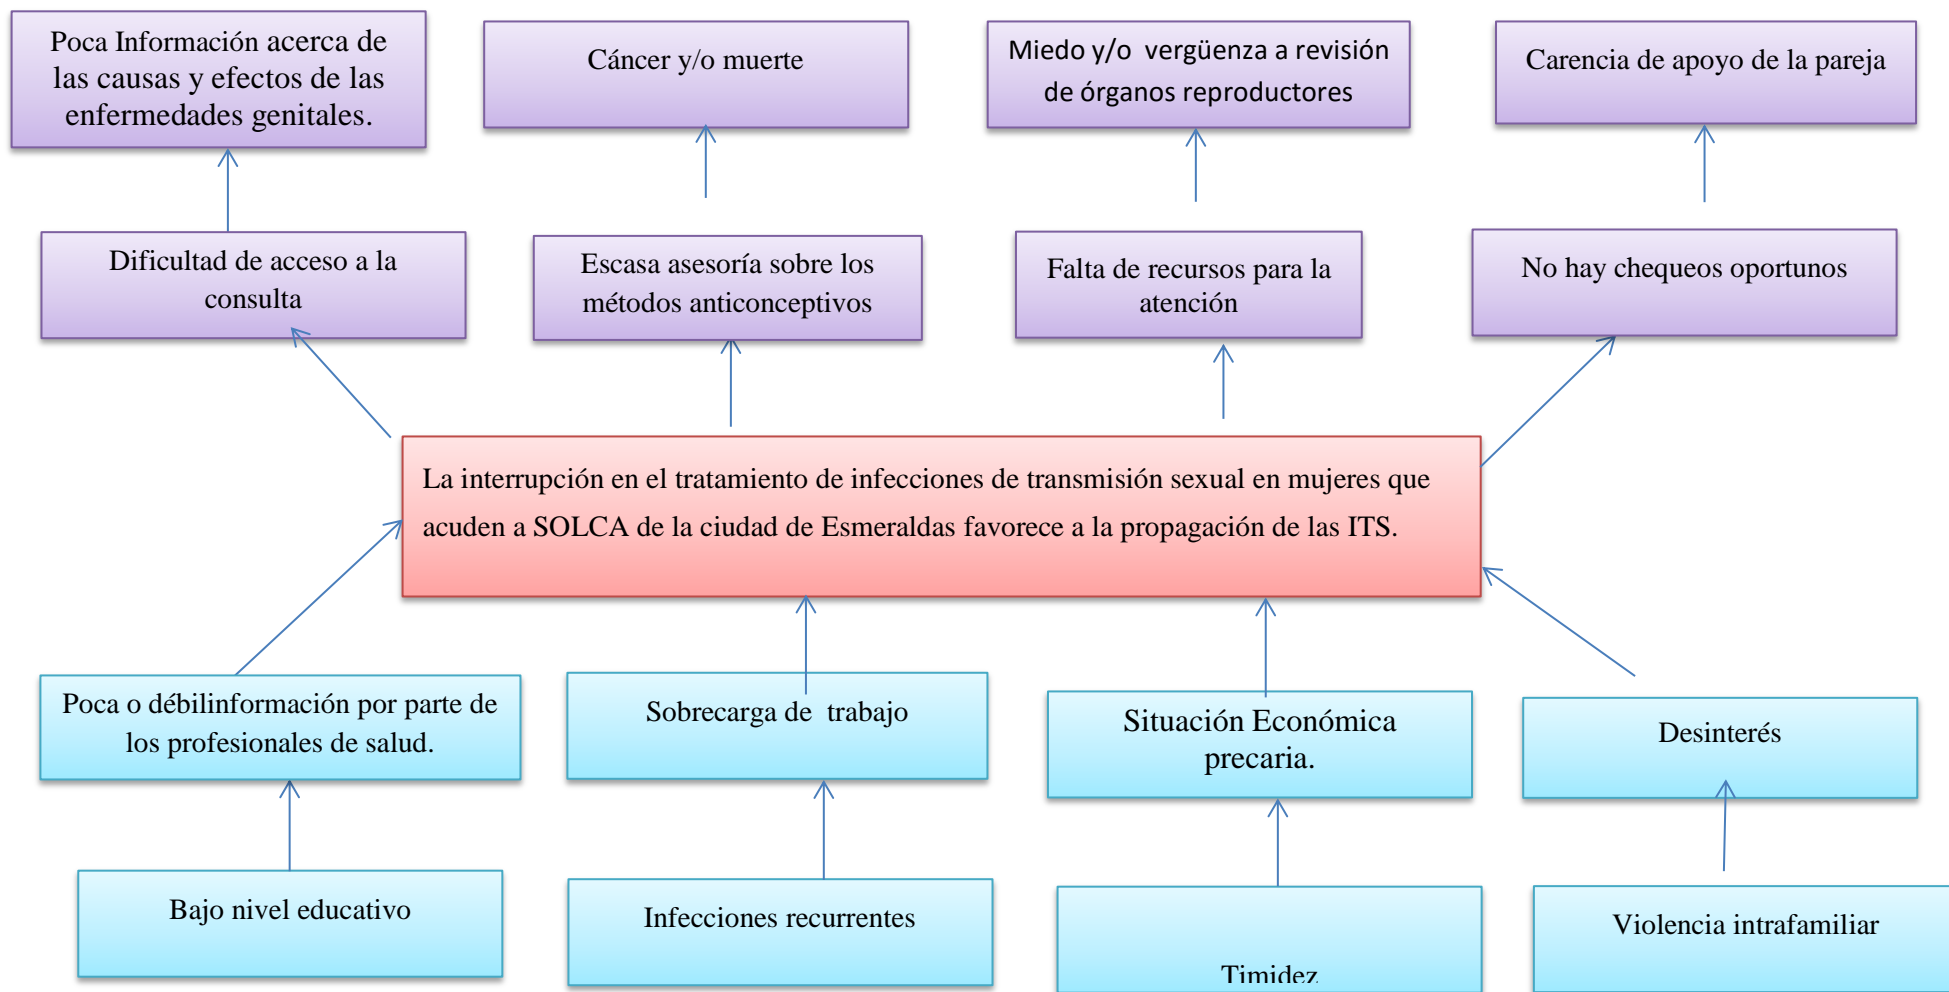 Poca Información acerca de
las causas y efectos de las
enfermedades genitales.
Cáncer y/o muerte
Miedo y/o vergüenza a revisión
de órganos reproductores
Carencia de apoyo de la pareja
Dificultad de acceso a la
consulta
Escasa asesoría sobre los
métodos anticonceptivos
Falta de recursos para la
atención
No hay chequeos oportunos
La interrupción en el tratamiento de infecciones de transmisión sexual en mujeres que
acuden a SOLCA de la ciudad de Esmeraldas favorece a la propagación de las ITS.
Poca o débilinformación por parte de
los profesionales de salud.
Sobrecarga de trabajo
Situación Económica
precaria.
Desinterés
Bajo nivel educativo
Infecciones recurrentes
Timidez
Violencia intrafamiliar